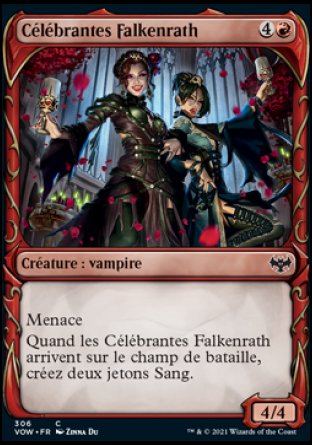 Célébrantes Falkenrath 4
Créature : vampire
Menace
Quand les Célébrantes Falkenrath
arrivent sur le champ de bataille,
créez deux jetons Sang.
306 C
VOW • FR Zinna Du
™ & © 2021 Wizards of the Coast
4/4